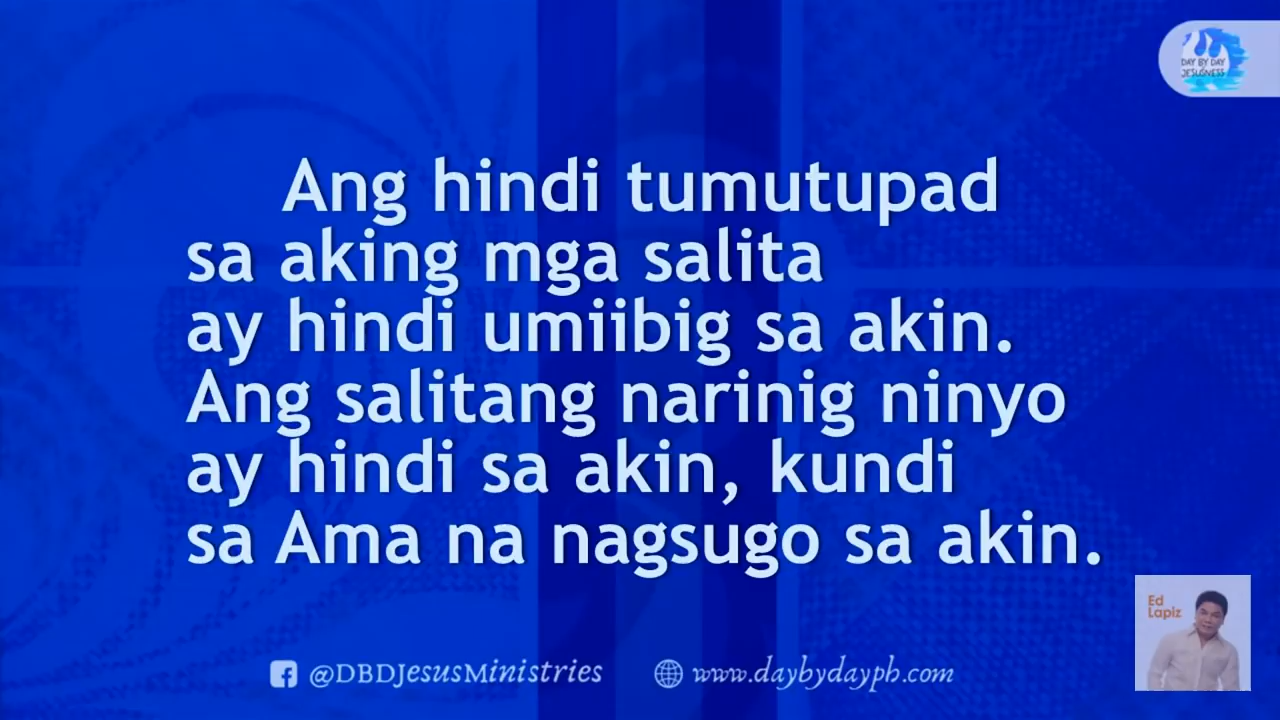 DAY BY DAY
JESUSNESS
Ang hindi tumutupad
sa aking mga salita
ay hindi umiibig sa akin.
Ang salitang narinig ninyo
ay hindi sa akin, kundi
sa Ama na nagsugo sa akin.
Ed
Lapiz
@DBDJesusMinistries
www.daybydayph.com